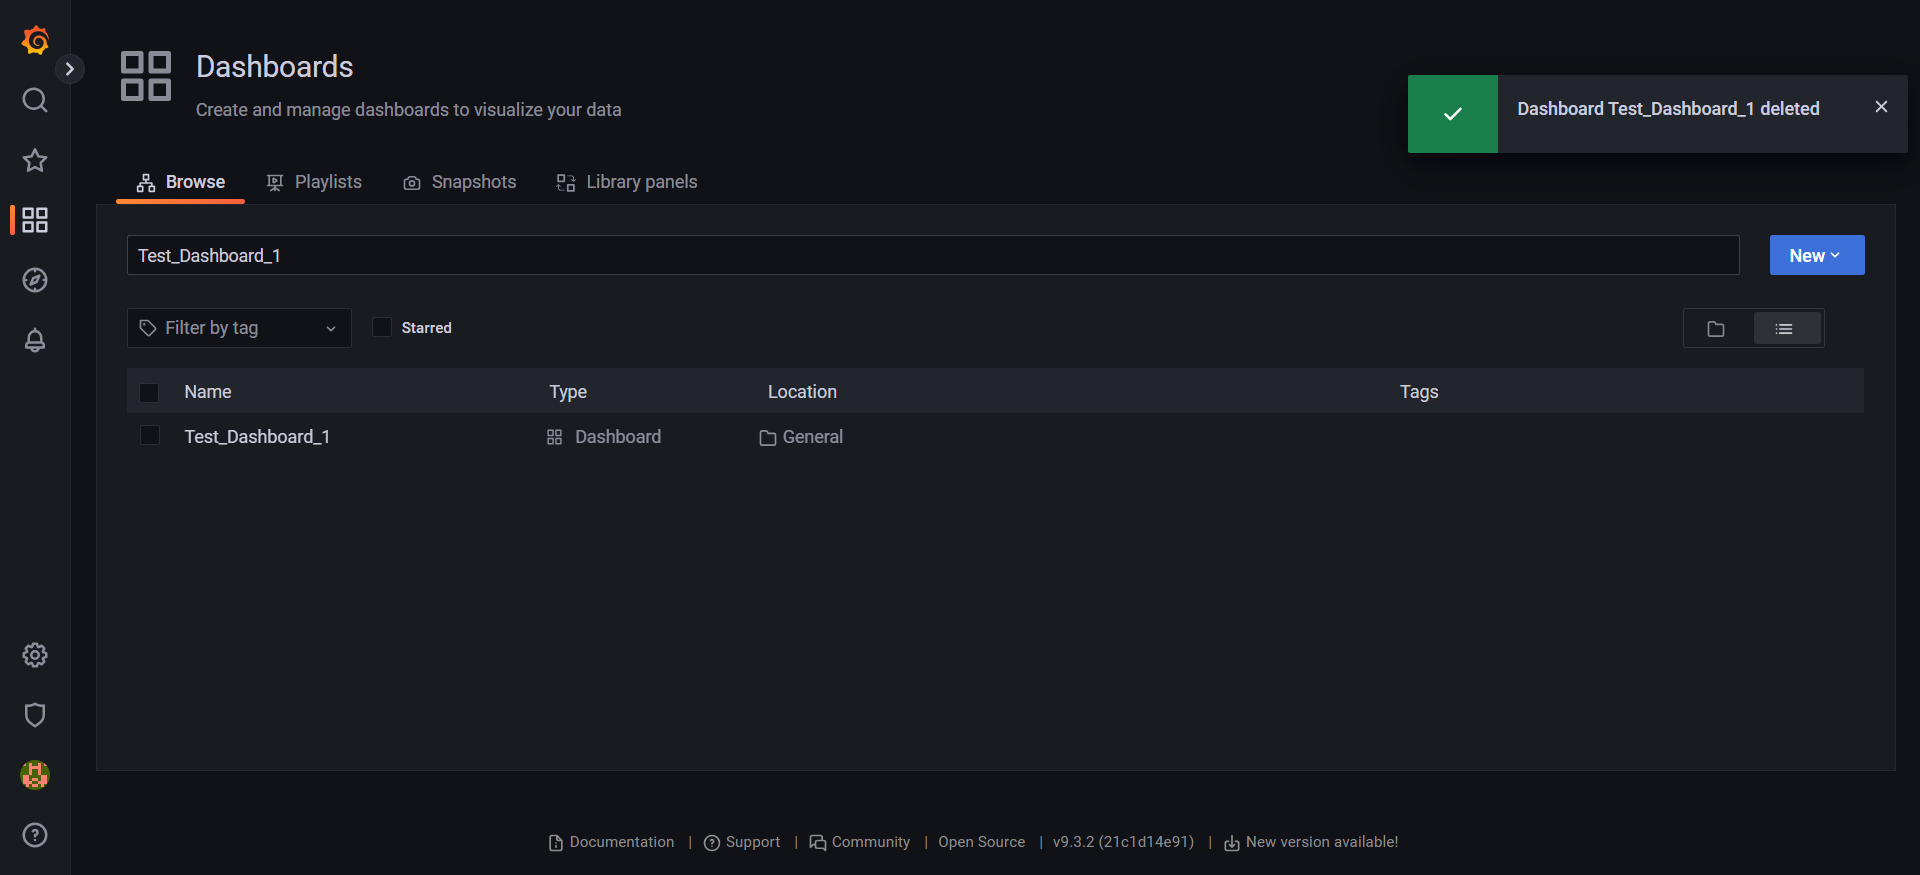 Dashboards
Create and manage dashboards to visualize your data
Dashboard Test_Dashboard_1 deleted
Browse Playlists Snapshots Library panels
Test_Dashboard_1
New
Filter by tag
Starred
Name Type Location Tags
Test_Dashboard_1 Dashboard General
Documentation | Support | Community | Open Source | v9.3.2 (21c1d14e91) | New version available!